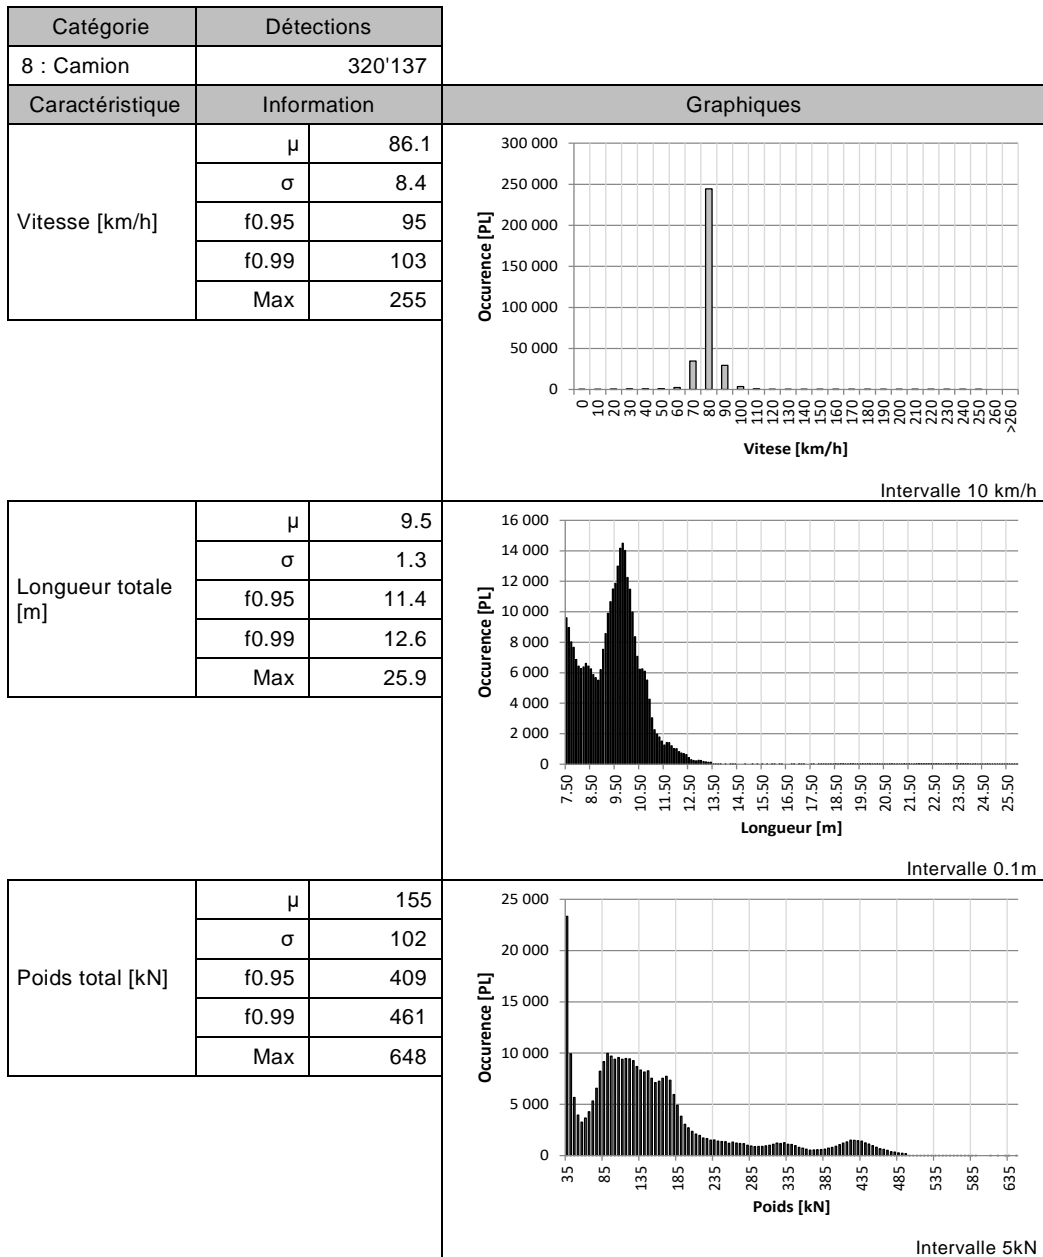 Catégorie Détections
8 : Camion 320'137
Caractéristique Information Graphiques
Vitesse [km/h]
μ 86.1
σ 8.4
f0.95 95
f0.99 103
Max 255
300 000
250 000
200 000
150 000
100 000
50 000
0
Occurence [PL]
0 10 20 30 40 50 60 70 80 90 100 110 120 130 140 150 160 170 180 190 200 210 220 230 240 250 260 >260
Vitese [km/h]
Intervalle 10 km/h
Longueur totale
[m]
μ 9.5
σ 1.3
f0.95 11.4
f0.99 12.6
Max 25.9
16 000
14 000
12 000
10 000
8 000
6 000
4 000
2 000
0
Occurence [PL]
7.50 8.50 9.50 10.50 11.50 12.50 13.50 14.50 15.50 16.50 17.50 18.50 19.50 20.50 21.50 22.50 23.50 24.50 25.50
Longueur [m]
Intervalle 0.1m
Poids total [kN]
μ 155
σ 102
f0.95 409
f0.99 461
Max 648
25 000
20 000
15 000
10 000
5 000
0
Occurence [PL]
35 85 135 185 235 285 335 385 435 485 535 585 635
Poids [kN]
Intervalle 5kN